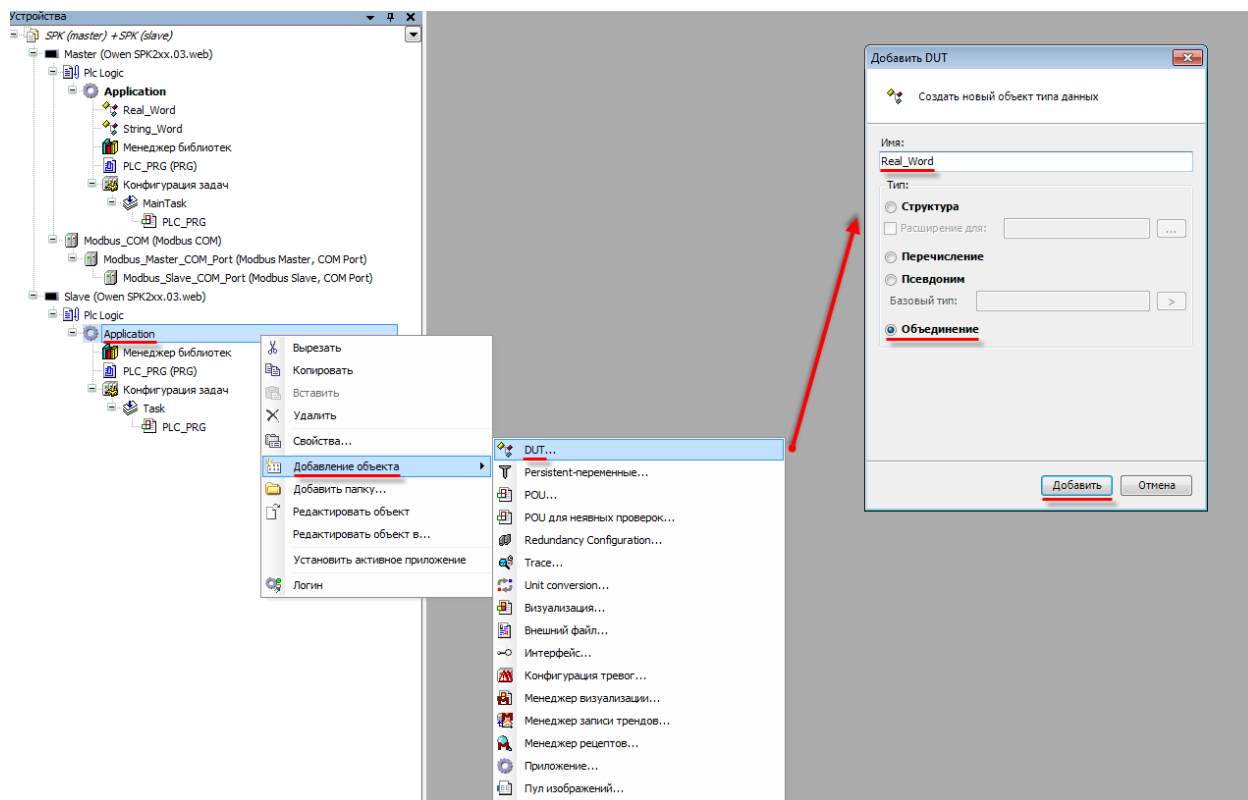 Устройства
SPK (master) +SPK (slave)
Master (Owen SPK2xx.03.web)
Plc Logic
Application
Real_Word
String_Word
Менеджер библиотек
PLC_PRG (PRG)
Конфигурация задач
MainTask
PLC_PRG
Modbus_COM (Modbus COM)
Modbus_Master_COM_Port (Modbus Master, COM Port)
Modbus_Slave_COM_Port (Modbus Slave, COM Port)
Slave (Owen SPK2xx.03.web)
Plc Logic
Application
Менеджер библиотек
PLC_PRG (PRG)
Конфигурация задач
Task
PLC_PRG
Вырезать
Копировать
Вставить
Удалить
Свойства...
Добавление объекта
Добавить папку...
Редактировать объект
Редактировать объект в...
Установить активное приложение
Логин
DUT...
Persistent-переменные...
POU...
POU для неявных проверок...
Redundancy Configuration...
Trace...
Unit conversion...
Визуализация...
Внешний файл...
Интерфейс...
Конфигурация тревог...
Менеджер визуализации...
Менеджер записи трендов...
Менеджер рецептов...
Приложение...
Пул изображений...
Добавить DUT
Создать новый объект типа данных
Имя:
Real_Word
Тип:
Структура
Расширение для:
...
Перечисление
Псевдоним
Базовый тип:
>
Объединение
Добавить
Отмена